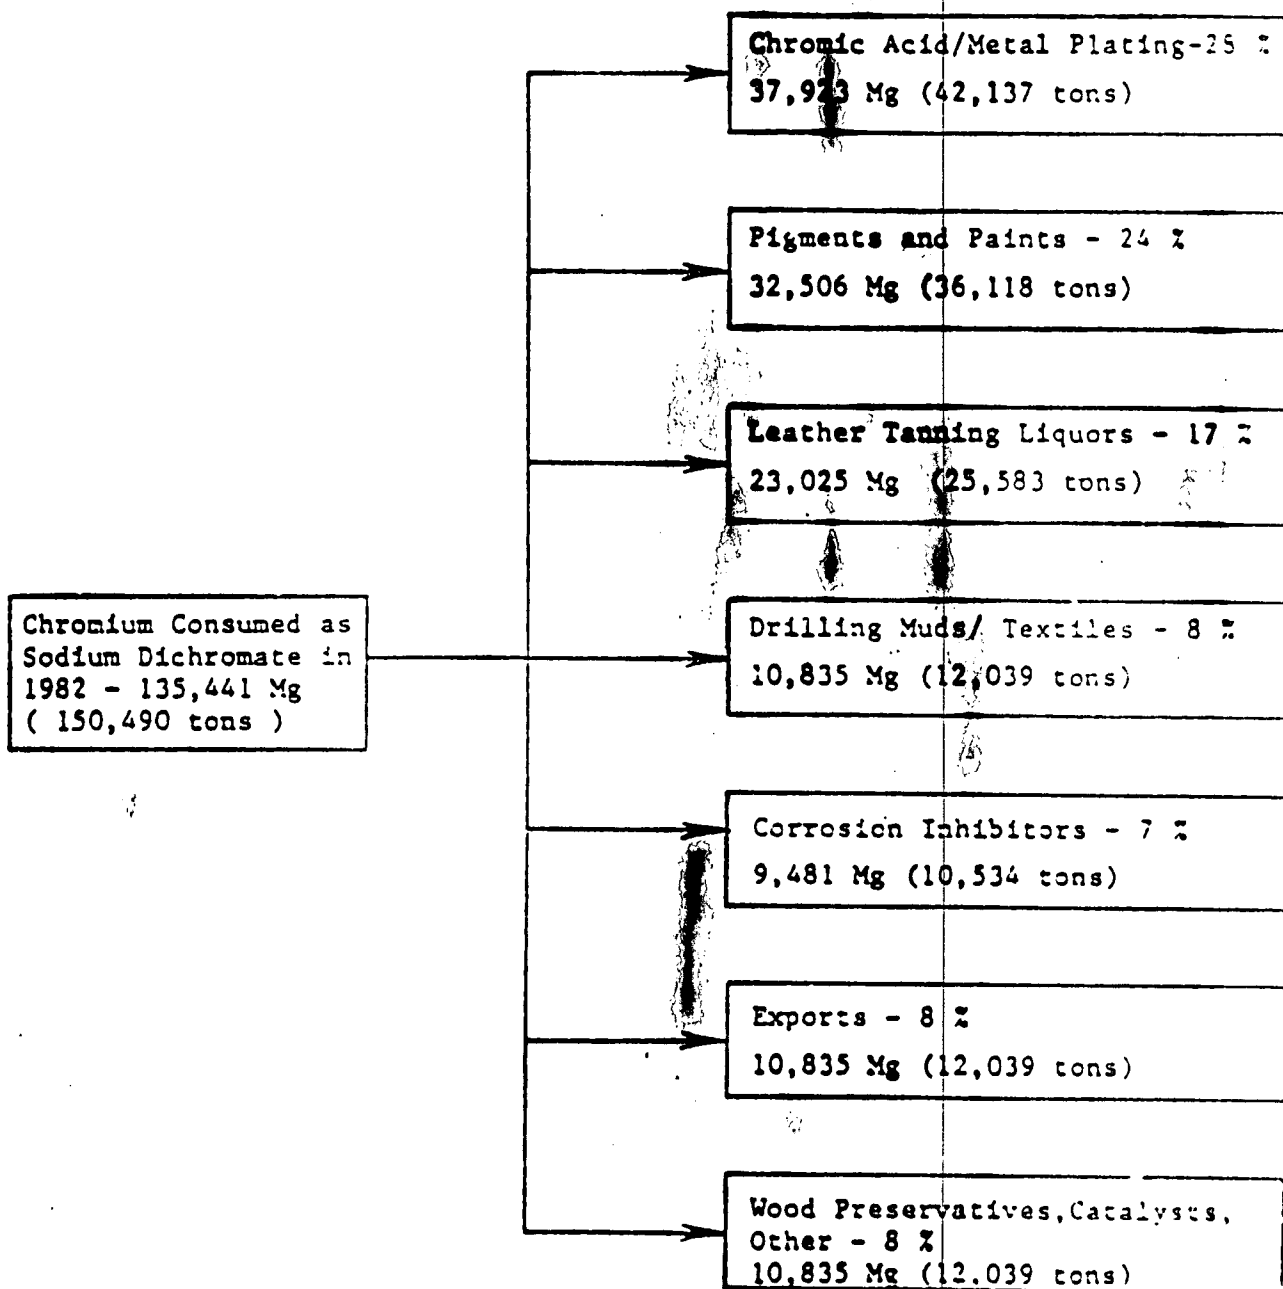 Chromium Consumed as
Sodium Dichromate in
1982 - 135,441 Mg
( 150,490 tons )
Chromic Acid/Metal Plating-28 %
37,923 Mg (42,137 tons)
Pigments and Paints - 24 %
32,506 Mg (36,118 tons)
Leather Tanning Liquors - 17 %
23,025 Mg (25,583 tons)
Drilling Muds/ Textiles - 8 %
10,835 Mg (12,039 tons)
Corrosion Inhibitors - 7 %
9,481 Mg (10,534 tons)
Exports - 8 %
10,835 Mg (12,039 tons)
Wood Preservatives,Catalysts,
Other - 8 %
10,835 Mg (12,039 tons)